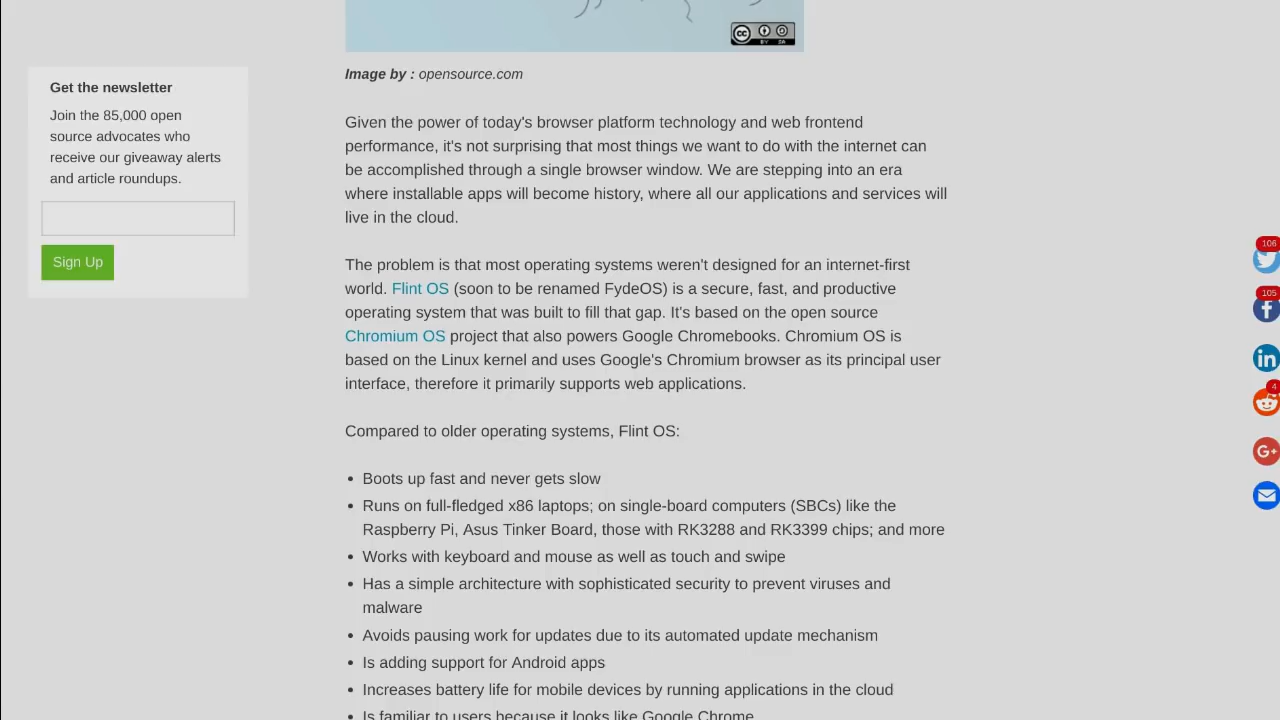 cc
BY SA
Image by : opensource.com
Get the newsletter
Join the 85,000 open
source advocates who
receive our giveaway alerts
and article roundups.
Sign Up
Given the power of today's browser platform technology and web frontend
performance, it's not surprising that most things we want to do with the internet can
be accomplished through a single browser window. We are stepping into an era
where installable apps will become history, where all our applications and services will
live in the cloud.
The problem is that most operating systems weren't designed for an internet-first
world. Flint OS (soon to be renamed FydeOS) is a secure, fast, and productive
operating system that was built to fill that gap. It's based on the open source
Chromium OS project that also powers Google Chromebooks. Chromium OS is
based on the Linux kernel and uses Google's Chromium browser as its principal user
interface, therefore it primarily supports web applications.
Compared to older operating systems, Flint OS:
• Boots up fast and never gets slow
• Runs on full-fledged x86 laptops; on single-board computers (SBCs) like the
Raspberry Pi, Asus Tinker Board, those with RK3288 and RK3399 chips; and more
• Works with keyboard and mouse as well as touch and swipe
• Has a simple architecture with sophisticated security to prevent viruses and
malware
• Avoids pausing work for updates due to its automated update mechanism
• Is adding support for Android apps
• Increases battery life for mobile devices by running applications in the cloud
• Is familiar to users because it looks like Google Chrome
106
105
f
in
4
G+